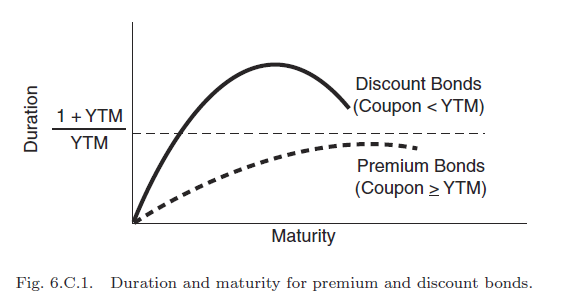 Duration
1 + YTM
YTM
Discount Bonds
(Coupon < YTM)
Premium Bonds
(Coupon ≥ YTM)
Maturity
Fig. 6.C.1. Duration and maturity for premium and discount bonds.